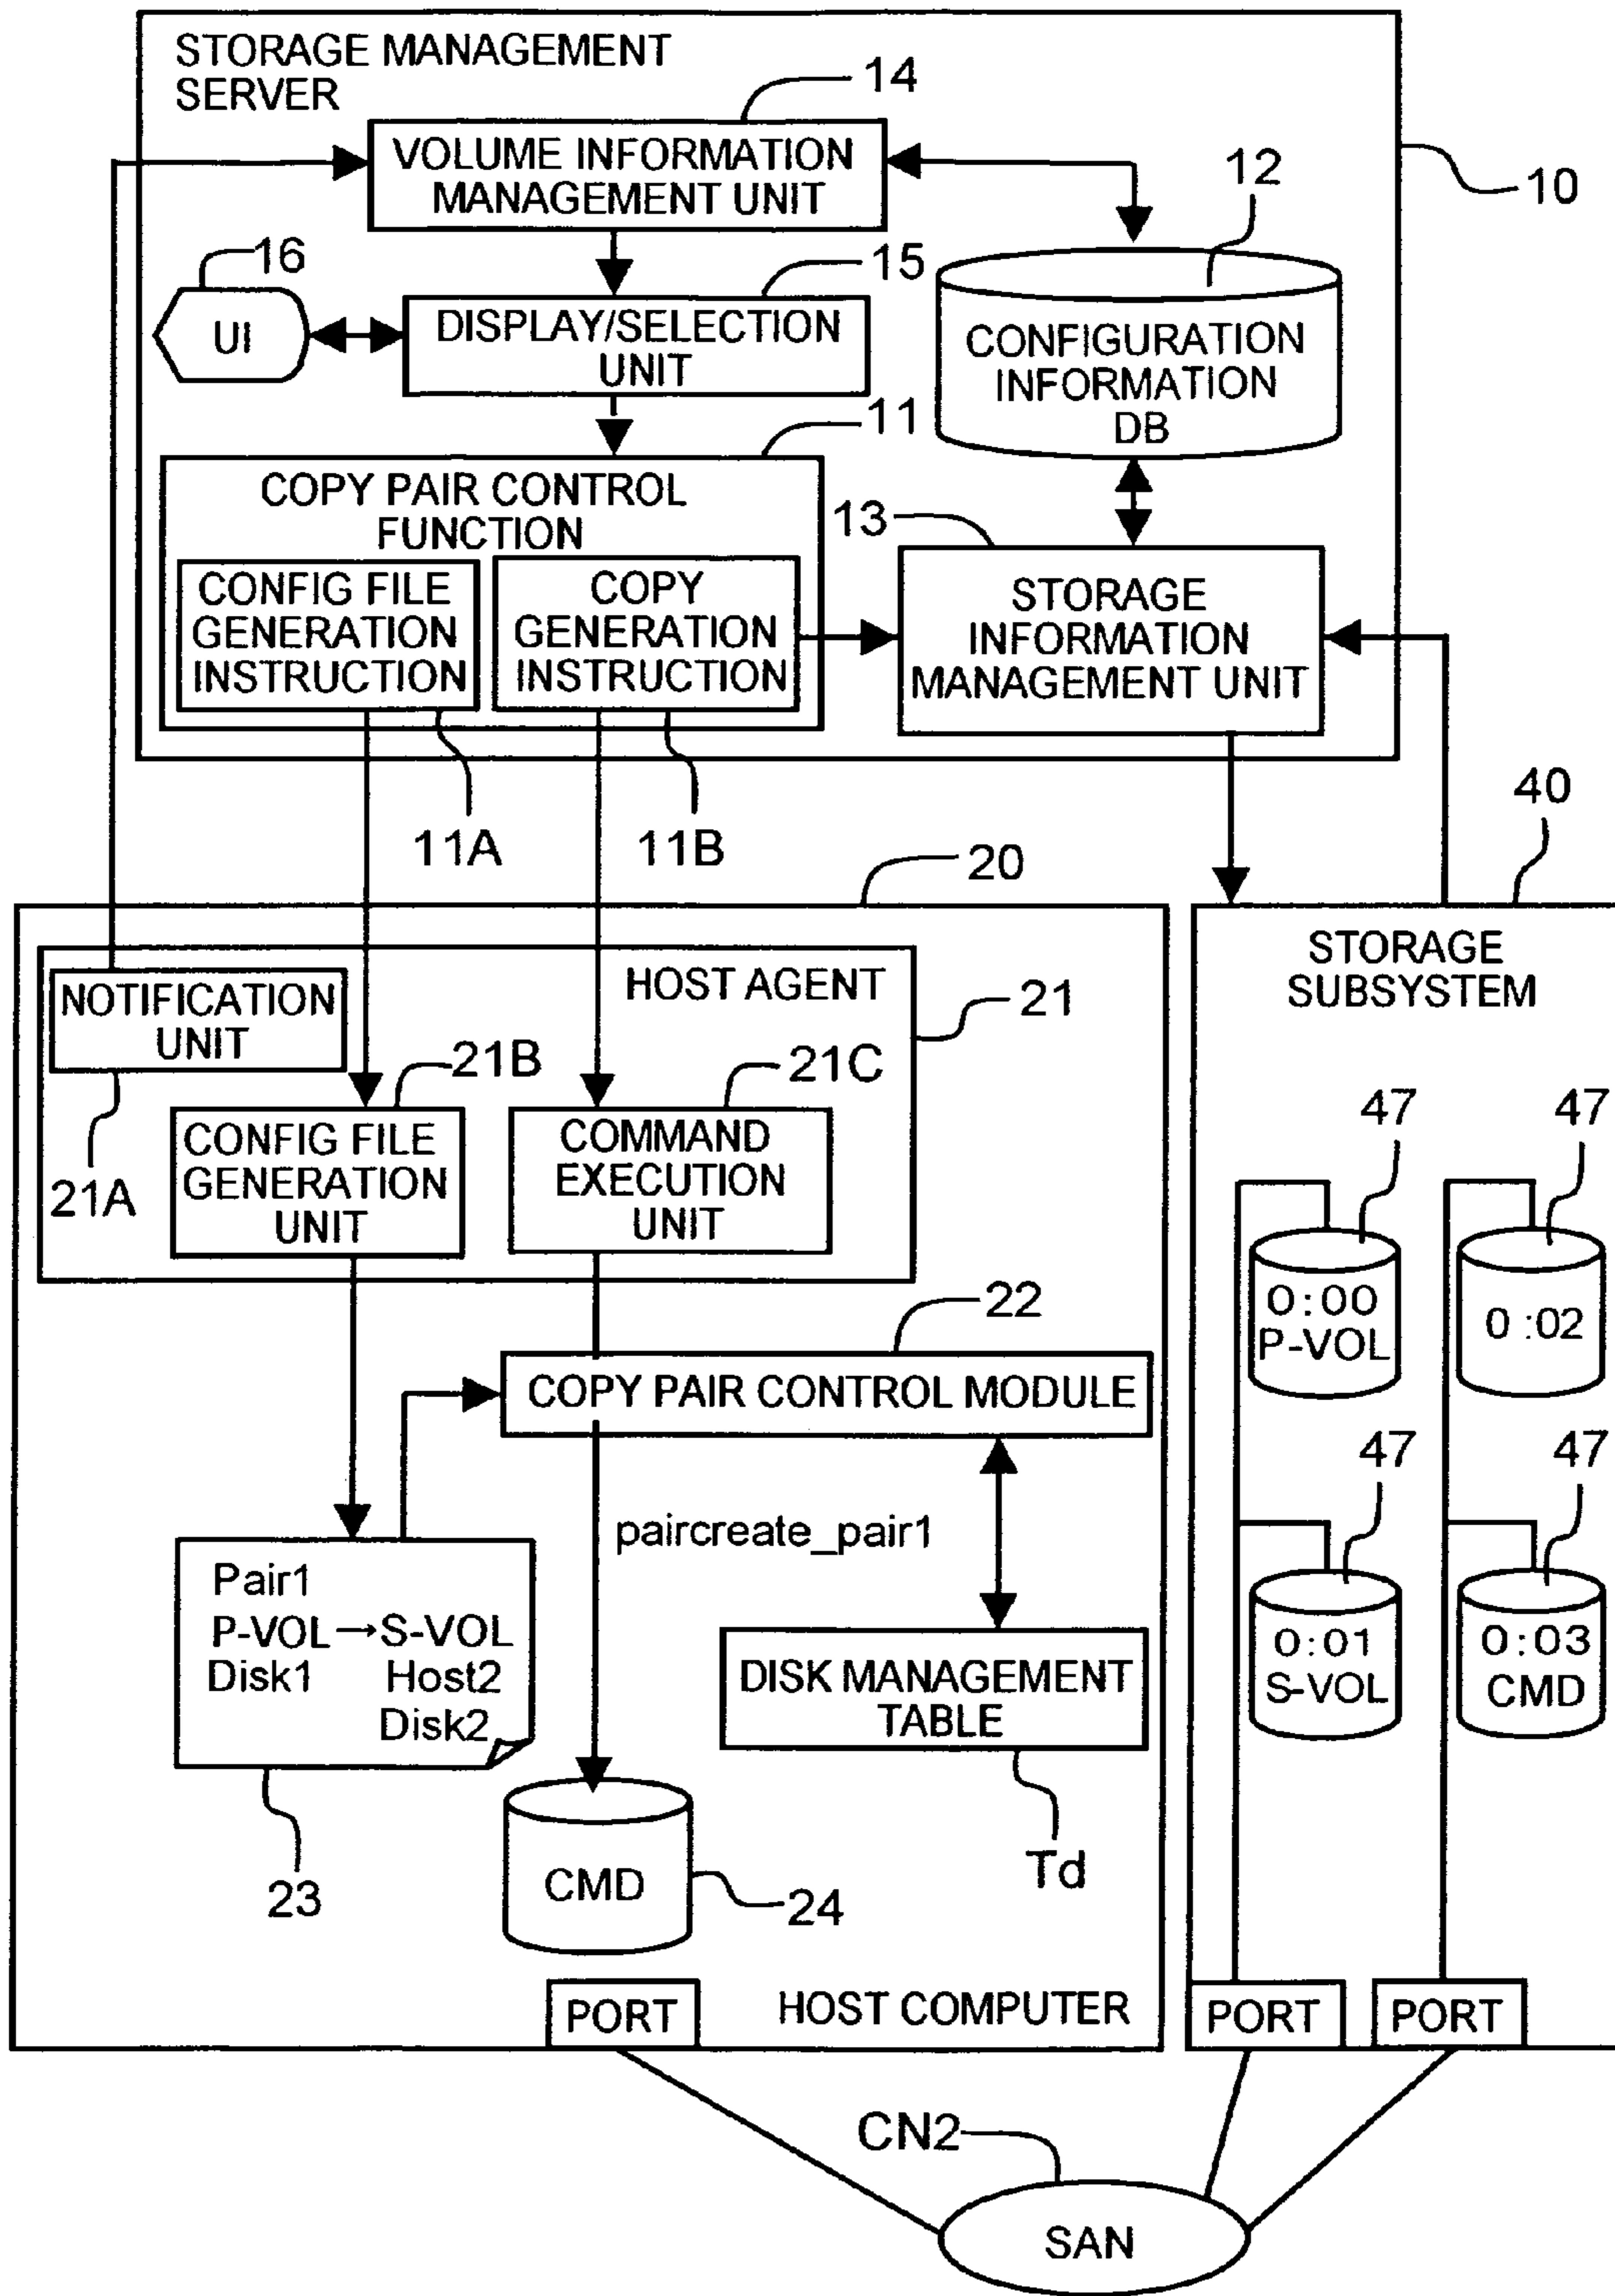 STORAGE MANAGEMENT
SERVER
14
VOLUME INFORMATION
MANAGEMENT UNIT
10
12
16
UI
15
DISPLAY/SELECTION
UNIT
CONFIGURATION
INFORMATION
DB
11
COPY PAIR CONTROL
FUNCTION
CONFIG FILE
GENERATION
INSTRUCTION
COPY
GENERATION
INSTRUCTION
13
STORAGE
INFORMATION
MANAGEMENT UNIT
11A
11B
20
40
HOST AGENT
NOTIFICATION
UNIT
21
21A
21B
CONFIG FILE
GENERATION
UNIT
21C
COMMAND
EXECUTION
UNIT
22
COPY PAIR CONTROL MODULE
paircreate_pair1
Pair1
P-VOL→S-VOL
Disk1 Host2
Disk2
23
DISK MANAGEMENT
TABLE
Td
CMD
24
PORT
HOST COMPUTER
STORAGE
SUBSYSTEM
47
47
0:00
P-VOL
0:02
47
47
0:01
S-VOL
0:03
CMD
PORT
PORT
CN2
SAN